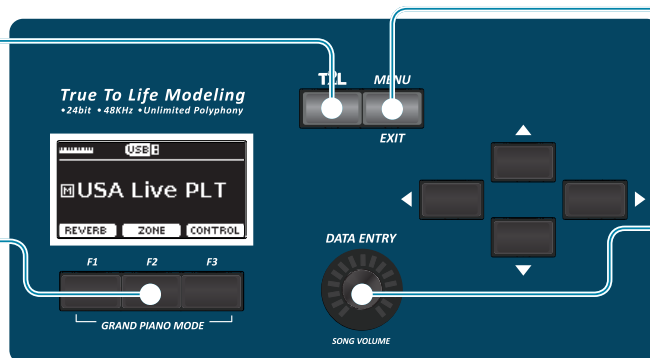 T2L
MENU
EXIT
True To Life Modeling
•24bit •48KHz •Unlimited Polyphony
USB
M USA Live PLT
REVERB ZONE CONTROL
F1 F2 F3
GRAND PIANO MODE
DATA ENTRY
SONG VOLUME